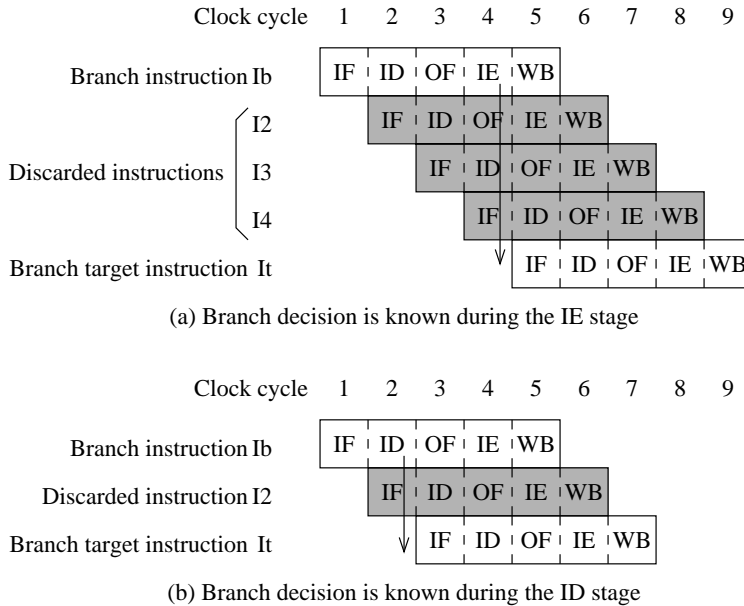 Clock cycle 1 2 3 4 5 6 7 8 9
Branch instruction Ib IF ID OF IE WB
I2 IF ID OF IE WB
Discarded instructions I3 IF ID OF IE WB
I4 IF ID OF IE WB
Branch target instruction It IF ID OF IE WB
(a) Branch decision is known during the IE stage
Clock cycle 1 2 3 4 5 6 7 8 9
Branch instruction Ib IF ID OF IE WB
Discarded instruction I2 IF ID OF IE WB
Branch target instruction It IF ID OF IE WB
(b) Branch decision is known during the ID stage